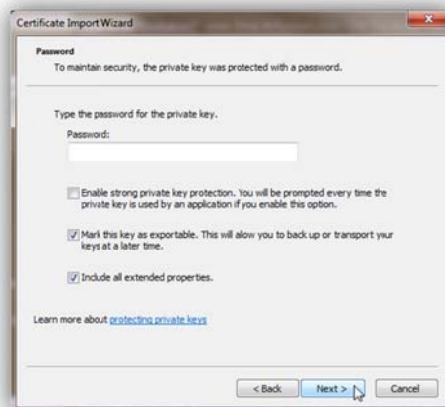 Certificate Import Wizard
Password
To maintain security, the private key was protected with a password.
Type the password for the private key.
Password:
Enable strong private key protection. You will be prompted every time the
private key is used by an application if you enable this option.
Mark this key as exportable. This will allow you to back up or transport your
keys at a later time.
Include all extended properties.
Learn more about protecting private keys
< Back
Next >
Cancel